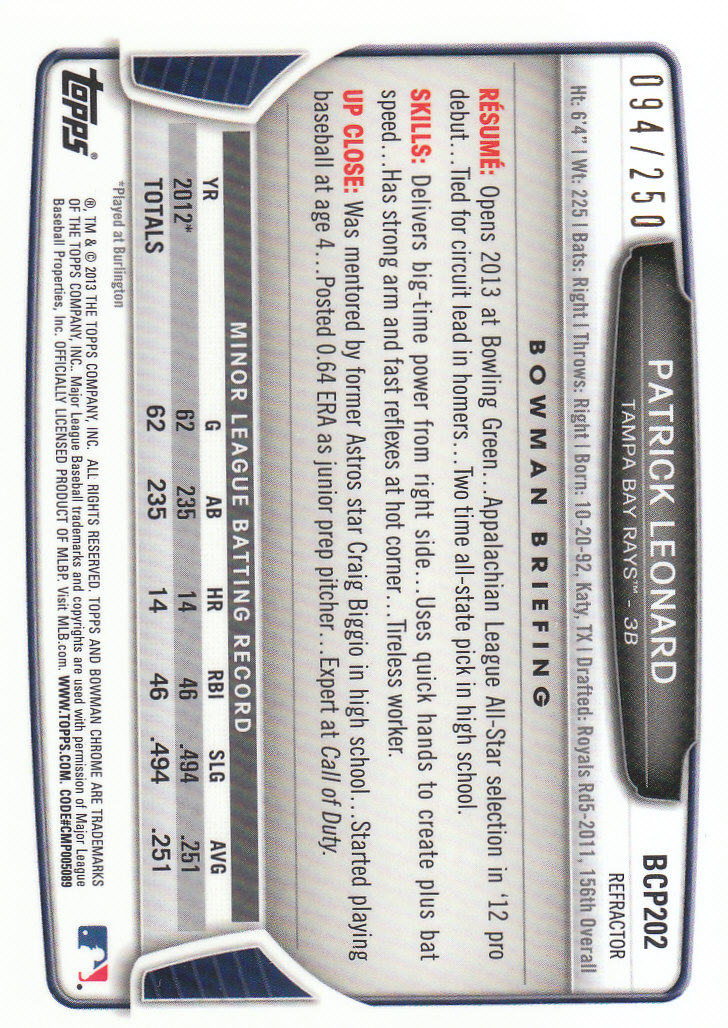 094/250
PATRICK LEONARD
TAMPA BAY RAYS™ - 3B
BCP202
REFRACTOR
Ht: 6'4" | Wt: 225 | Bats: Right | Throws: Right | Born: 10-20-92, Katy, TX | Drafted: Royals Rd5-2011, 156th Overall
BOWMAN BRIEFING
RÉSUMÉ: Opens 2013 at Bowling Green...Appalachian League All-Star selection in '12 pro
debut...Tied for circuit lead in homers...Two time all-state pick in high school.
SKILLS: Delivers big-time power from right side...Uses quick hands to create plus bat
speed...Has strong arm and fast reflexes at hot corner...Tireless worker.
UP CLOSE: Was mentored by former Astros star Craig Biggio in high school...Started playing
baseball at age 4...Posted 0.64 ERA as junior prep pitcher...Expert at Call of Duty.
MINOR LEAGUE BATTING RECORD
YR G AB HR RBI SLG AVG
2012* 62 235 14 46 .494 .251
TOTALS 62 235 14 46 .494 .251
*Played at Burlington
topps®
®, TM & © 2013 THE TOPPS COMPANY, INC. ALL RIGHTS RESERVED. TOPPS AND BOWMAN CHROME ARE TRADEMARKS
OF THE TOPPS COMPANY, INC. Major League Baseball trademarks and copyrights are used with permission of Major League
Baseball Properties, Inc. OFFICIALLY LICENSED PRODUCT OF MLBP. Visit MLB.com. WWW.TOPPS.COM. CODE#CMP005089